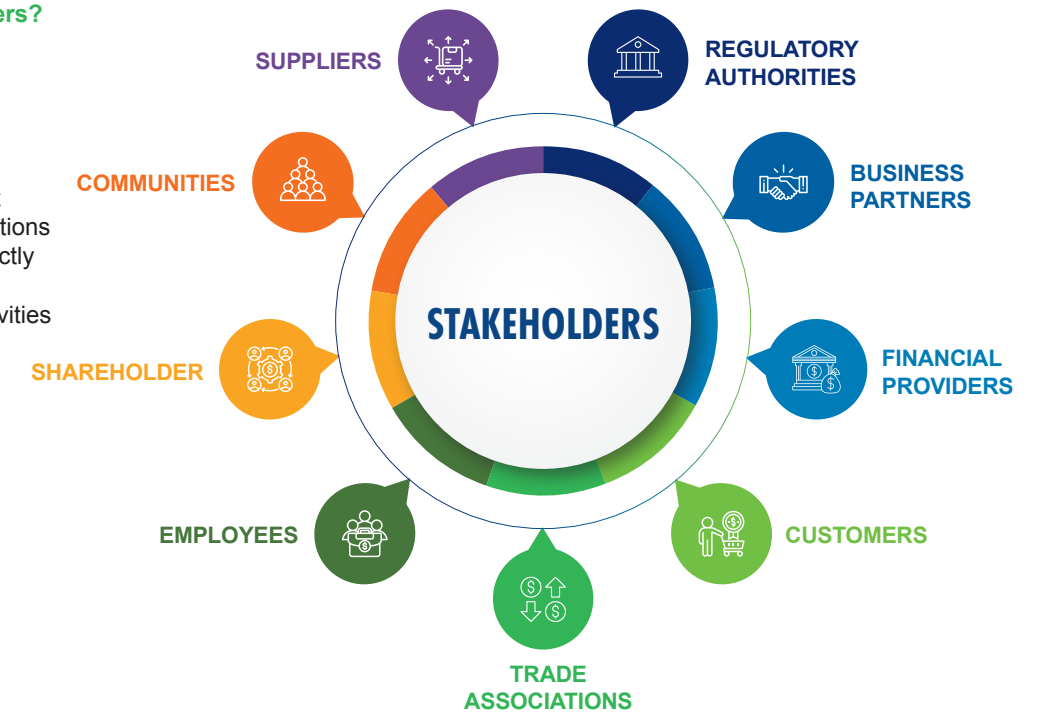 ers?
tions
ctly
vities
SUPPLIERS
REGULATORY
AUTHORITIES
COMMUNITIES
BUSINESS
PARTNERS
STAKEHOLDERS
SHAREHOLDER
FINANCIAL
PROVIDERS
EMPLOYEES
CUSTOMERS
TRADE
ASSOCIATIONS